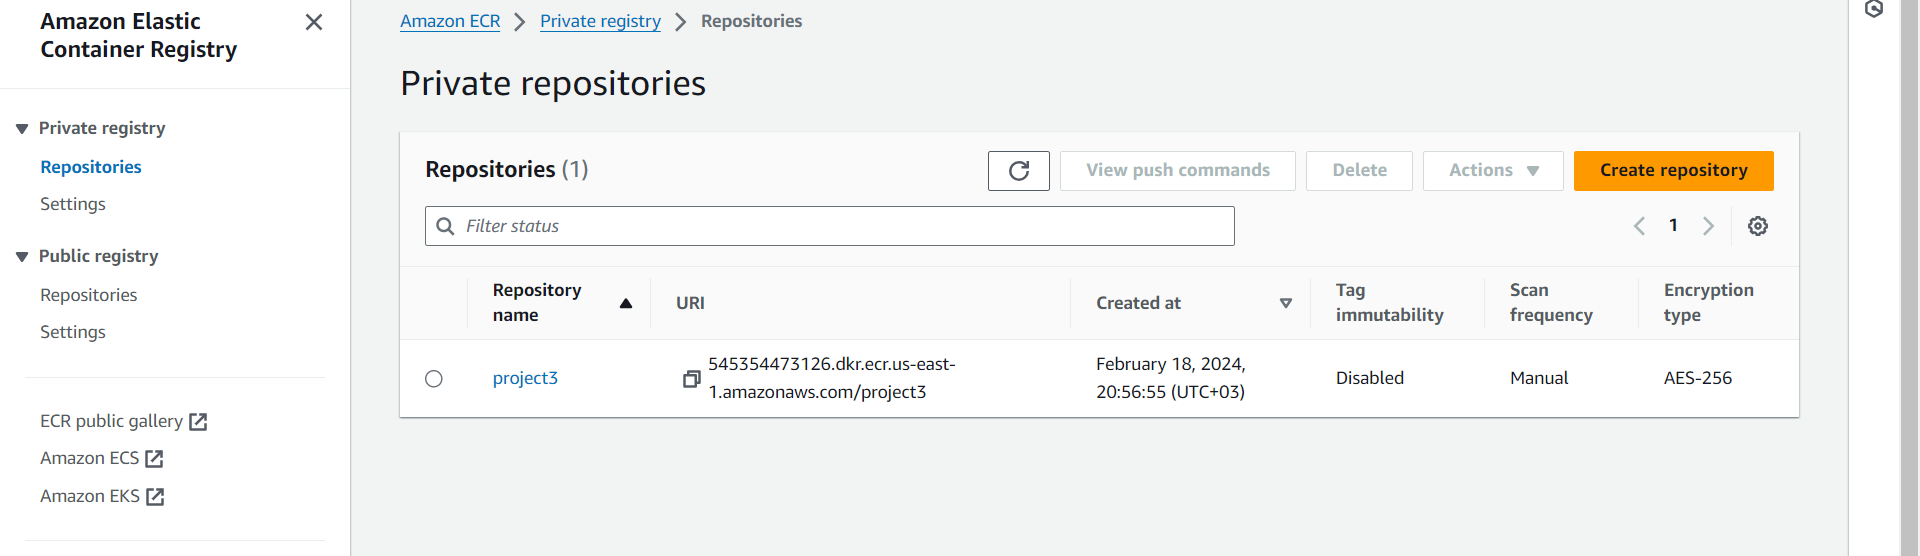 Amazon Elastic
Container Registry
Private registry
Repositories
Settings
Public registry
Repositories
Settings
ECR public gallery
Amazon ECS
Amazon EKS
Amazon ECR > Private registry > Repositories
Private repositories
Repositories (1)
View push commands
Delete
Actions
Create repository
Filter status
1
Repository
name
URI
Created at
Tag
immutability
Scan
frequency
Encryption
type
project3
545354473126.dkr.ecr.us-east-
1.amazonaws.com/project3
February 18, 2024,
20:56:55 (UTC+03)
Disabled
Manual
AES-256